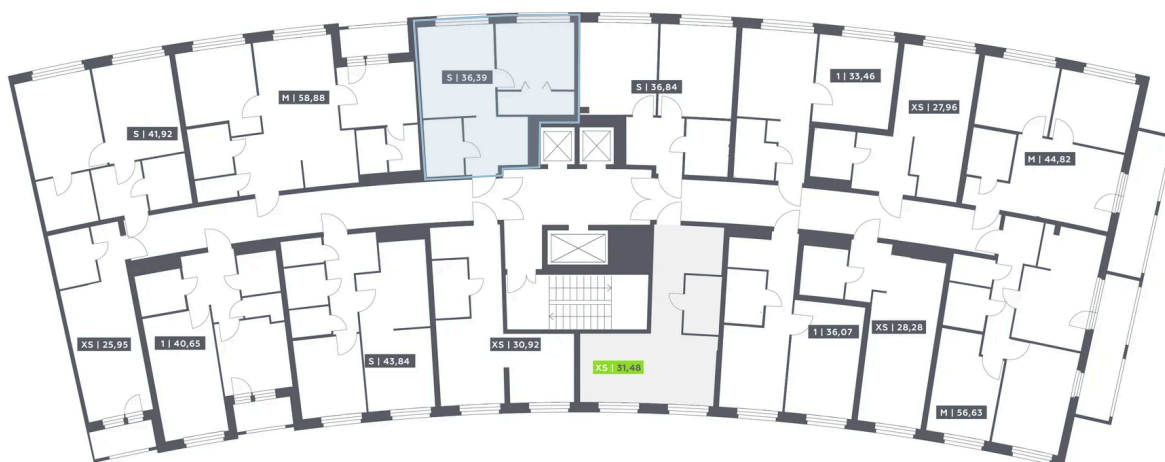 S | 36,39
S | 36,84
1 | 33,46
XS | 27,96
M | 58,88
S | 41,92
M | 44,82
XS | 25,95
1 | 40,65
S | 43,84
XS | 30,92
XS | 31,48
1 | 36,07
XS | 28,28
M | 56,63